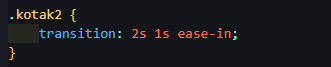 .kotak2 {
    transition: 2s 1s ease-in;
}